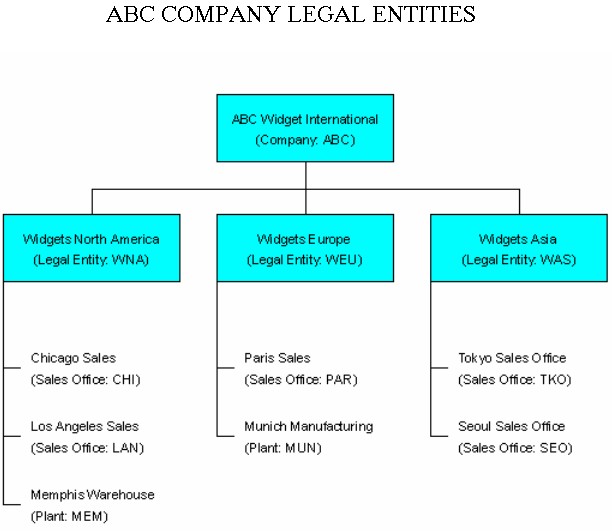 ABC COMPANY LEGAL ENTITIES
ABC Widget International
(Company: ABC)
Widgets North America
(Legal Entity: WNA)
Widgets Europe
(Legal Entity: WEU)
Widgets Asia
(Legal Entity: WAS)
Chicago Sales
(Sales Office: CHI)
Los Angeles Sales
(Sales Office: LAN)
Memphis Warehouse
(Plant: MEM)
Paris Sales
(Sales Office: PAR)
Munich Manufacturing
(Plant: MUN)
Tokyo Sales Office
(Sales Office: TKO)
Seoul Sales Office
(Sales Office: SEO)